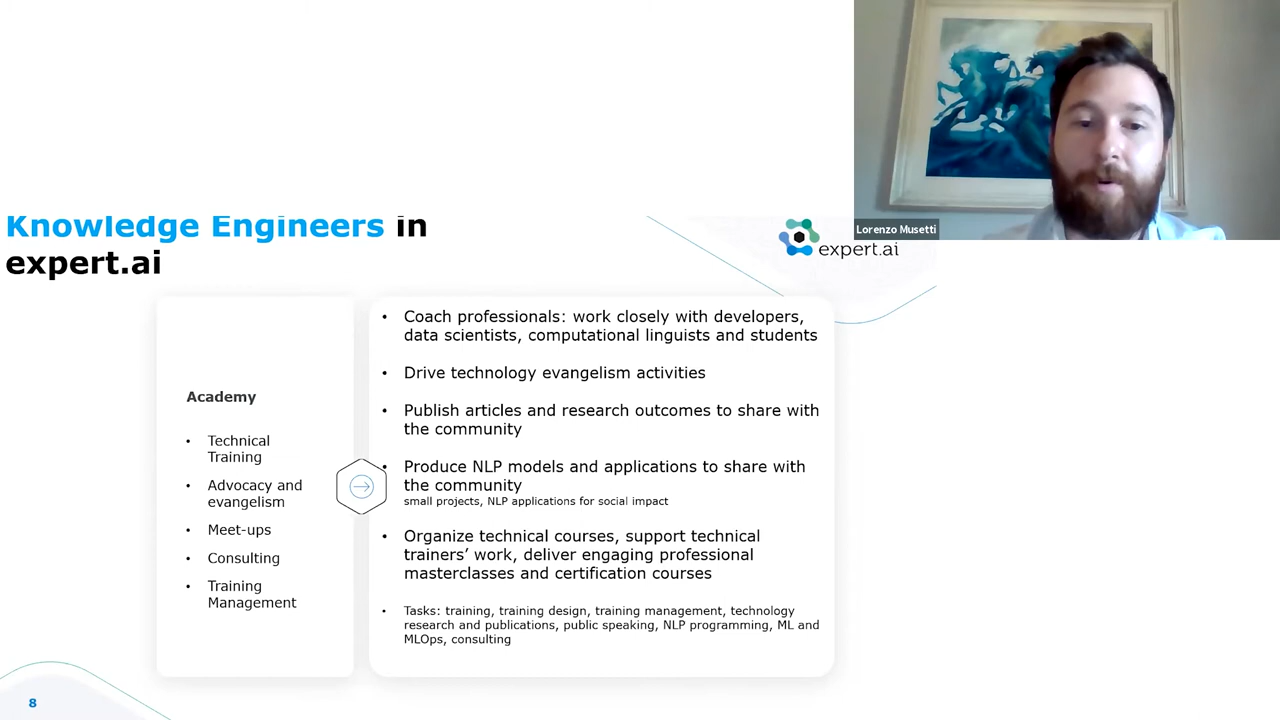 Lorenzo Musetti
Knowledge Engineers in
expert.ai
expert.ai
Academy
• Technical
Training
• Advocacy and
evangelism
• Meet-ups
• Consulting
• Training
Management
• Coach professionals: work closely with developers,
data scientists, computational linguists and students
• Drive technology evangelism activities
• Publish articles and research outcomes to share with
the community
• Produce NLP models and applications to share with
the community
small projects, NLP applications for social impact
• Organize technical courses, support technical
trainers’ work, deliver engaging professional
masterclasses and certification courses
• Tasks: training, training design, training management, technology
research and publications, public speaking, NLP programming, ML and
MLOps, consulting
8